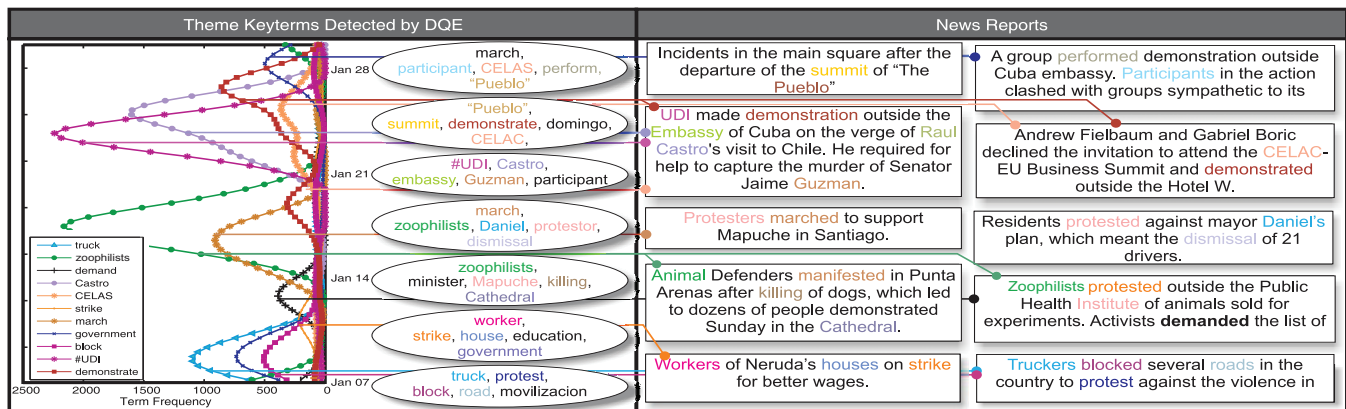 Theme Keyterms Detected by DQE
News Reports
truck
zoophilists
demand
Castro
CELAS
strike
march
government
block
#UDI
demonstrate
2500
2000
1500
1000
500
0
Term Frequency
Jan 28
Jan 21
Jan 14
Jan 07
march,
participant, CELAS, perform,
“Pueblo”
“Pueblo”,
summit, demonstrate, domingo,
CELAC,
#UDI, Castro,
embassy, Guzman, participant
march,
zoophilists, Daniel, protestor,
dismissal
zoophilists,
minister, Mapuche, killing,
Cathedral
worker,
strike, house, education,
government
truck, protest,
block, road, movilizacion
Incidents in the main square after the
departure of the summit of “The
Pueblo”
UDI made demonstration outside the
Embassy of Cuba on the verge of Raul
Castro's visit to Chile. He required for
help to capture the murder of Senator
Jaime Guzman.
Protesters marched to support
Mapuche in Santiago.
Animal Defenders manifested in Punta
Arenas after killing of dogs, which led
to dozens of people demonstrated
Sunday in the Cathedral.
Workers of Neruda’s houses on strike
for better wages.
A group performed demonstration outside
Cuba embassy. Participants in the action
clashed with groups sympathetic to its
Andrew Fielbaum and Gabriel Boric
declined the invitation to attend the CELAC-
EU Business Summit and demonstrated
outside the Hotel W.
Residents protested against mayor Daniel’s
plan, which meant the dismissal of 21
drivers.
Zoophilists protested outside the Public
Health Institute of animals sold for
experiments. Activists demanded the list of
Truckers blocked several roads in the
country to protest against the violence in